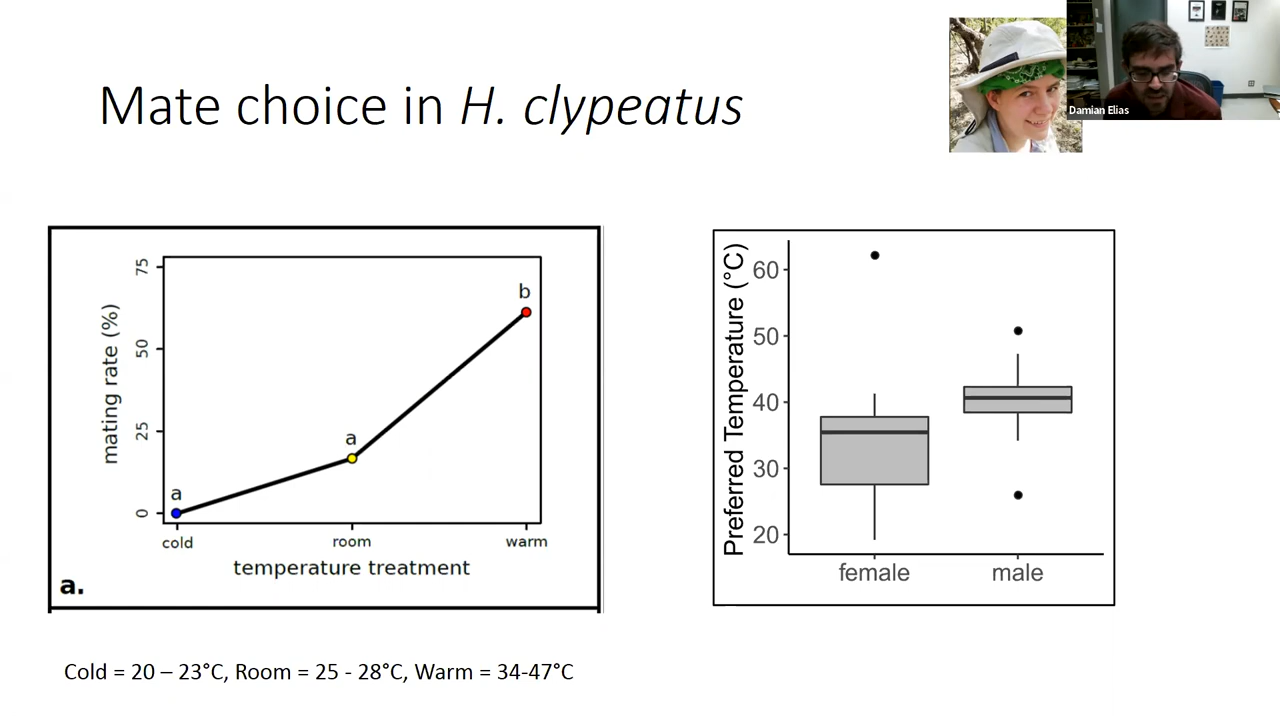 Mate choice in H. clypeatus
Damian Elias
mating rate (%)
75
50
25
0
a
a
b
cold
room
warm
temperature treatment
a.
Preferred Temperature (°C)
60
50
40
30
20
female
male
Cold = 20 – 23°C, Room = 25 - 28°C, Warm = 34-47°C